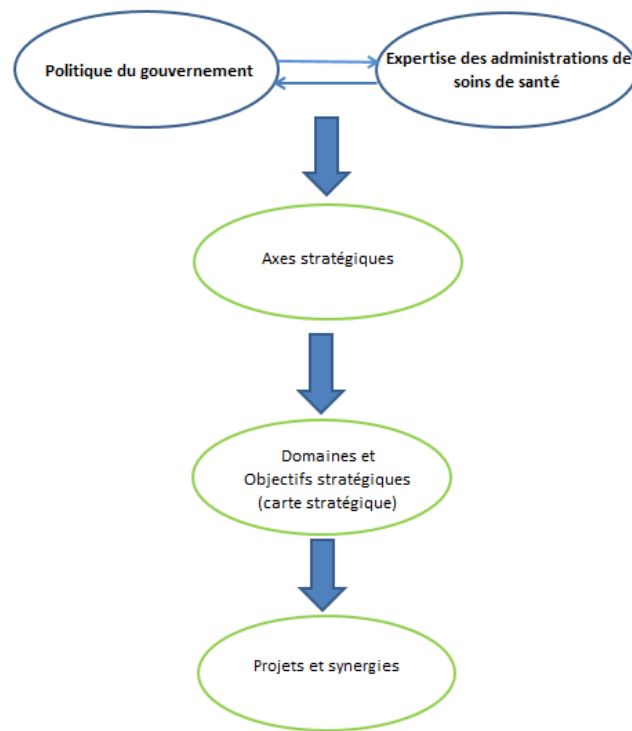 Politique du gouvernement
Expertise des administrations de
soins de santé
Axes stratégiques
Domaines et
Objectifs stratégiques
(carte stratégique)
Projets et synergies